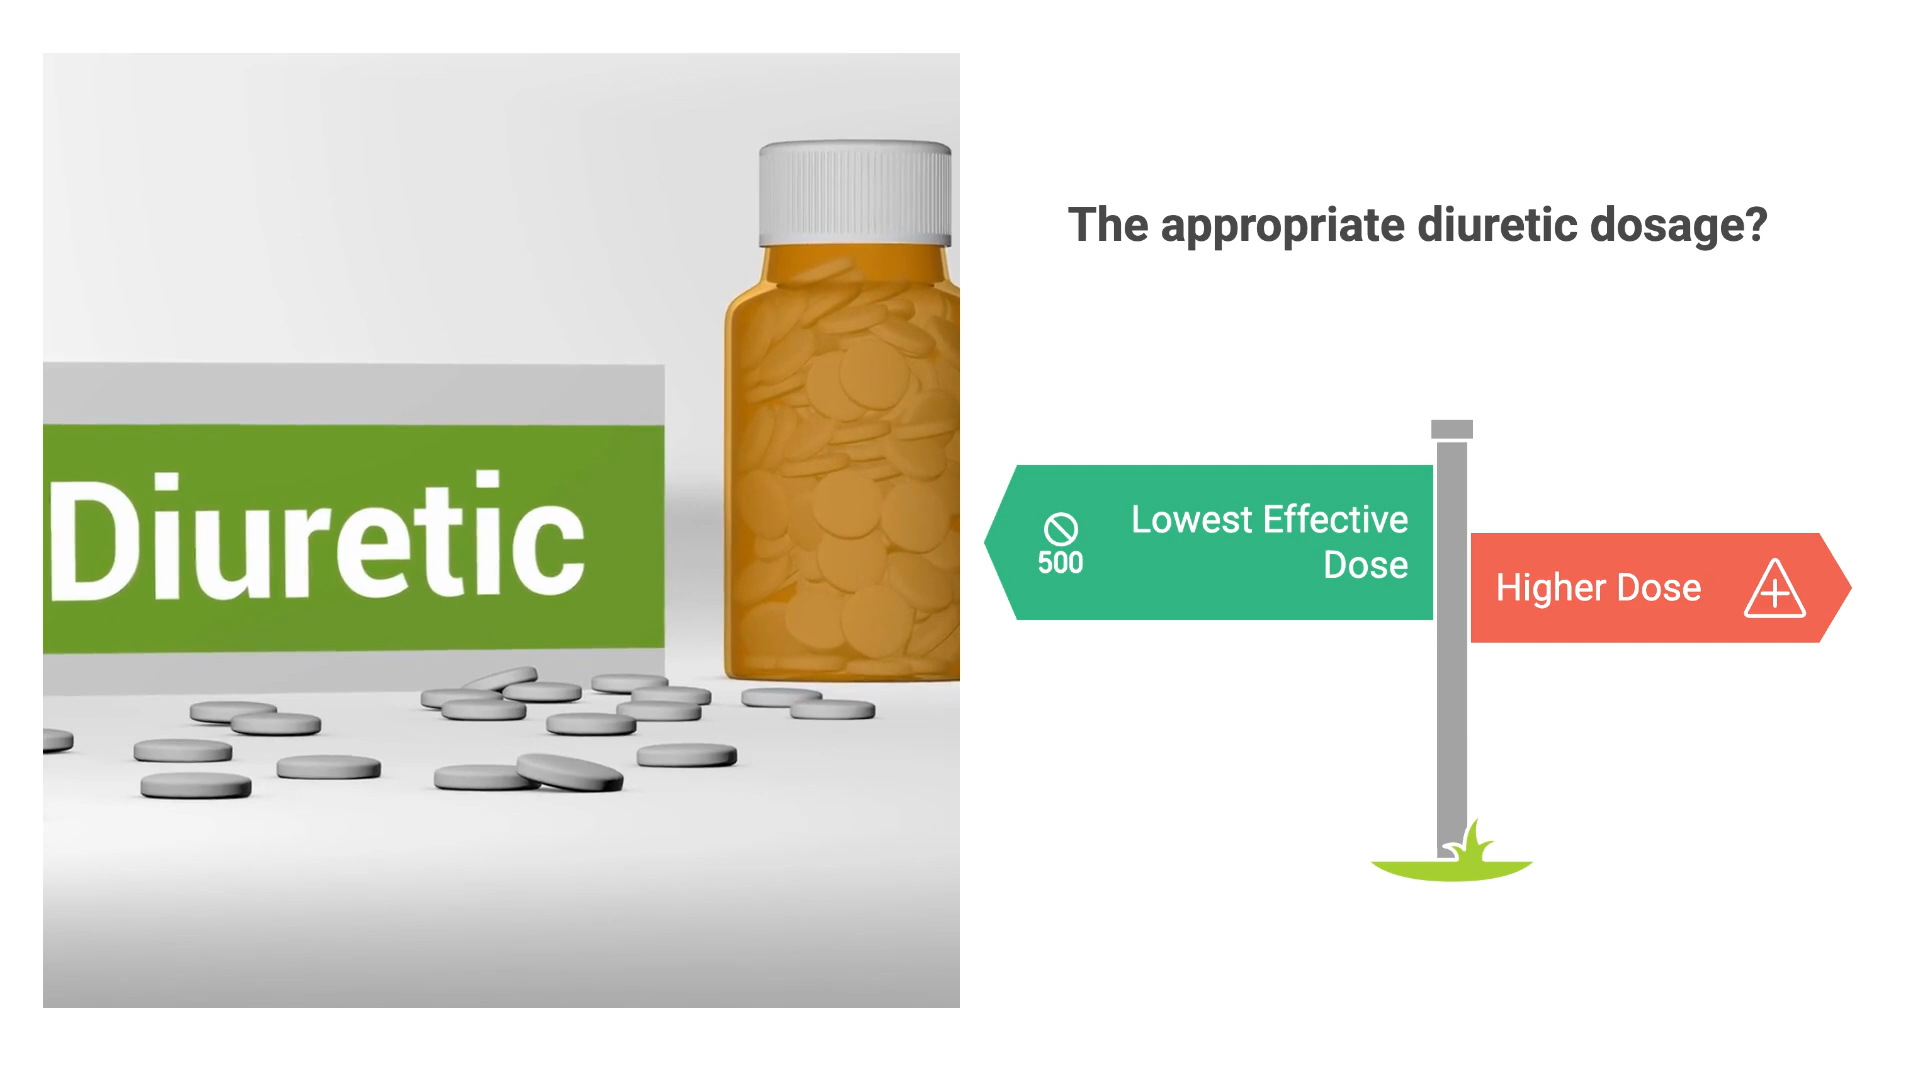 Diuretic
The appropriate diuretic dosage?
Lowest Effective
Dose
500
Higher Dose